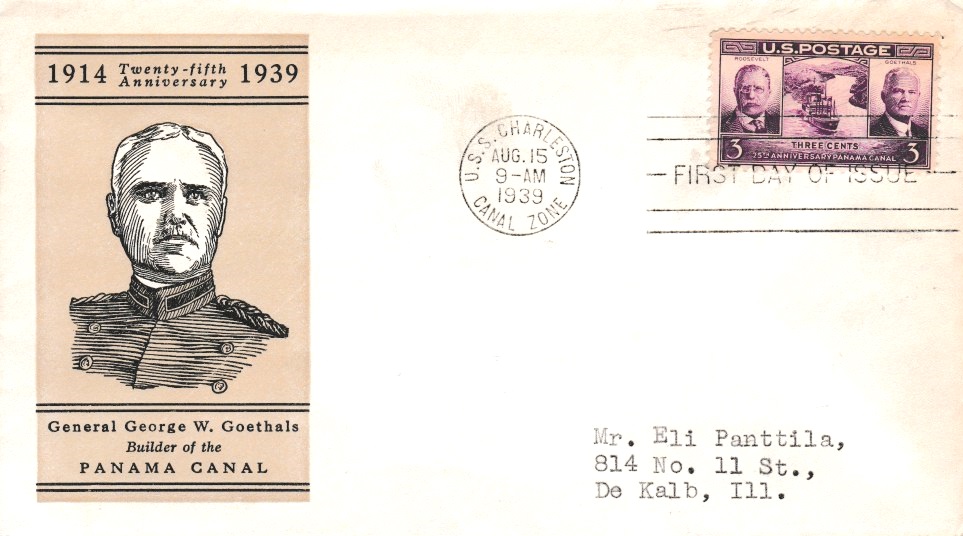 1914 Twenty-fifth Anniversary 1939
General George W. Goethals
Builder of the
PANAMA CANAL
U.S.S. CHARLESTON
AUG. 15
9-AM
1939
CANAL ZONE
U.S. POSTAGE
ROOSEVELT GOETHALS
THREE CENTS
3 75TH ANNIVERSARY PANAMA CANAL 3
FIRST DAY OF ISSUE
Mr. Eli Panttila,
814 No. 11 St.,
De Kalb, Ill.